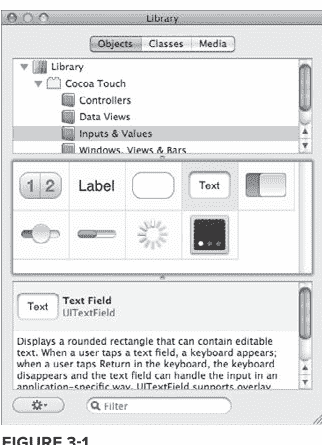 Library
Objects Classes Media
Library
Cocoa Touch
Controllers
Data Views
Inputs & Values
Windows, Views & Bars
1 2 Label Text
Text
Text Field
UITextField
Displays a rounded rectangle that can contain editable
text. When a user taps a text field, a keyboard appears;
when a user taps Return in the keyboard, the keyboard
disappears and the text field can handle the input in an
application-specific way. UITextField supports overlay
Filter
FIGURE 3-1